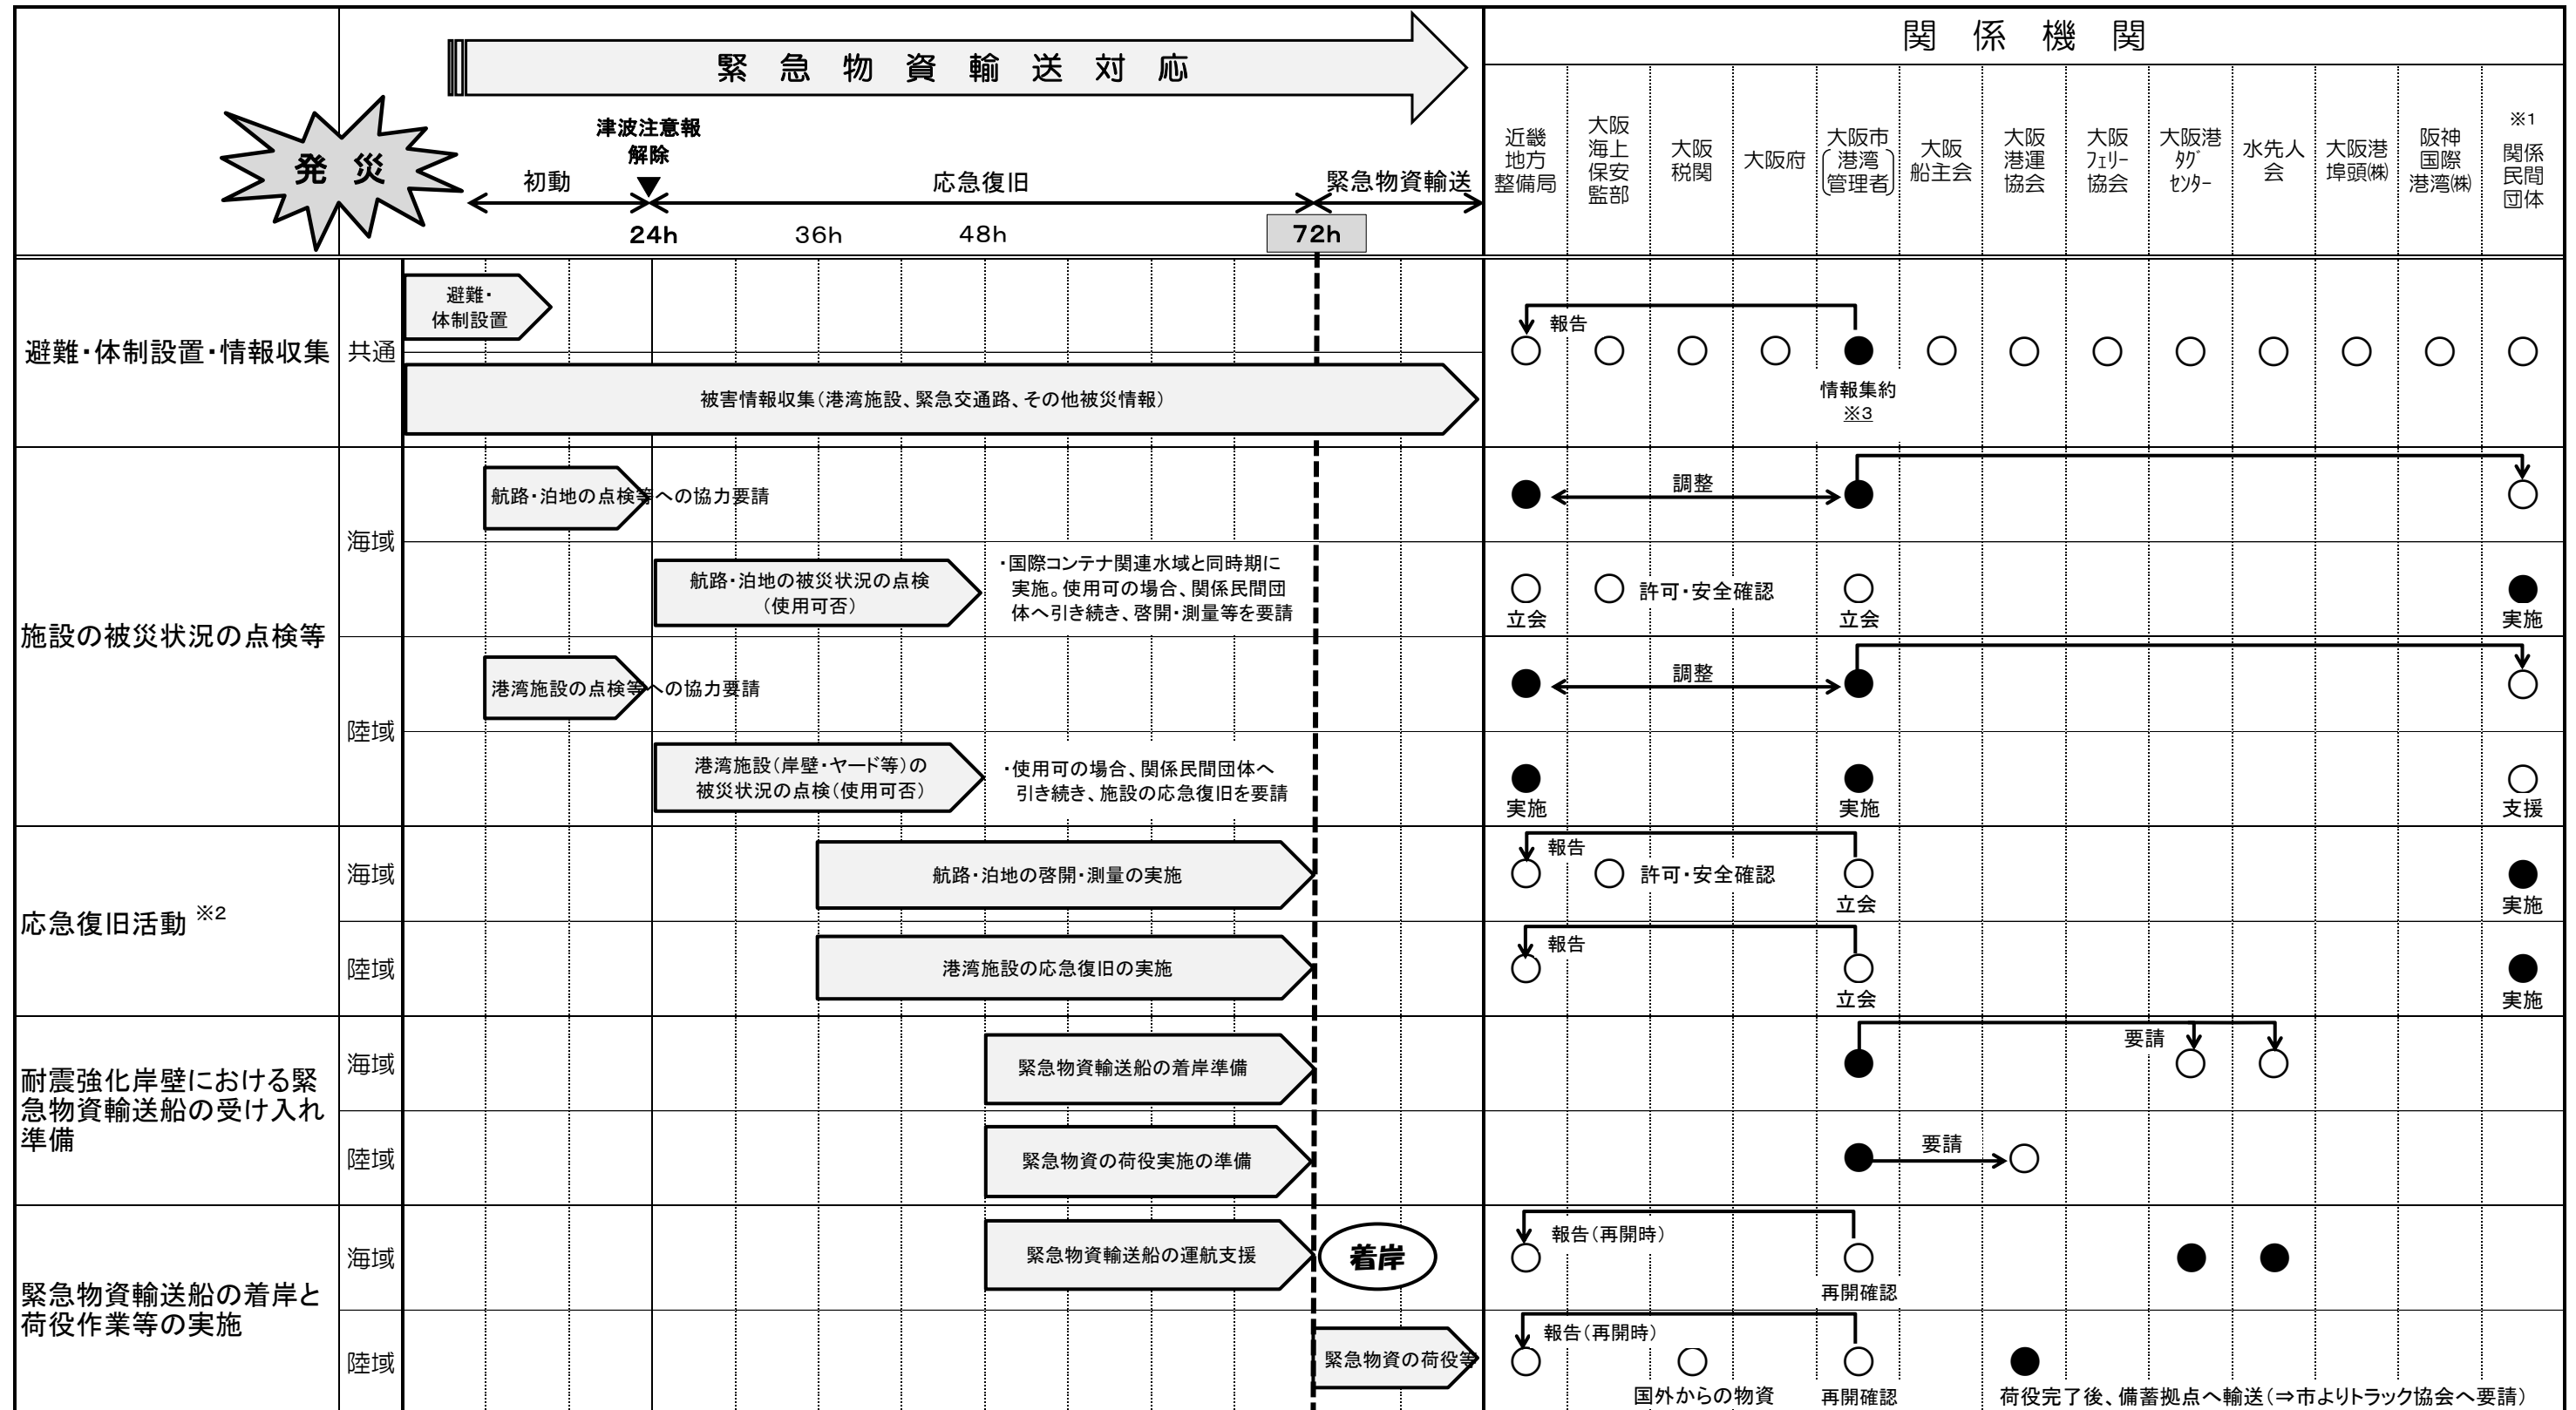 緊急物資輸送対応
関係機関
発災
津波注意報
解除
初動
応急復旧
緊急物資輸送
24h
36h
48h
72h
近畿
地方
整備局
大阪
海上
保安
監部
大阪
税関
大阪府
大阪市
港湾
管理者
大阪
船主会
大阪
港運
協会
大阪
フェリー
協会
大阪港
タグ
センター
水先人
会
大阪港
埠頭㈱
阪神
国際
港湾㈱
※1
関係
民間
団体
避難・体制設置・情報収集
共通
避難・
体制設置
被害情報収集(港湾施設、緊急交通路、その他被災情報)
報告
情報集約
※3
施設の被災状況の点検等
海域
航路・泊地の点検等への協力要請
調整
航路・泊地の被災状況の点検
(使用可否)
・国際コンテナ関連水域と同時期に
実施。使用可の場合、関係民間団
体へ引き続き、啓開・測量等を要請
立会
許可・安全確認
立会
実施
陸域
港湾施設の点検等への協力要請
調整
港湾施設(岸壁・ヤード等)の
被災状況の点検(使用可否)
・使用可の場合、関係民間団体へ
引き続き、施設の応急復旧を要請
実施
実施
支援
応急復旧活動 ※2
海域
航路・泊地の啓開・測量の実施
報告
許可・安全確認
立会
実施
陸域
港湾施設の応急復旧の実施
報告
立会
実施
耐震強化岸壁における緊
急物資輸送船の受け入れ
準備
海域
緊急物資輸送船の着岸準備
要請
陸域
緊急物資の荷役実施の準備
要請
緊急物資輸送船の着岸と
荷役作業等の実施
海域
緊急物資輸送船の運航支援
着岸
報告(再開時)
再開確認
陸域
緊急物資の荷役等
報告(再開時)
国外からの物資
再開確認
荷役完了後、備蓄拠点へ輸送(⇒市よりトラック協会へ要請)